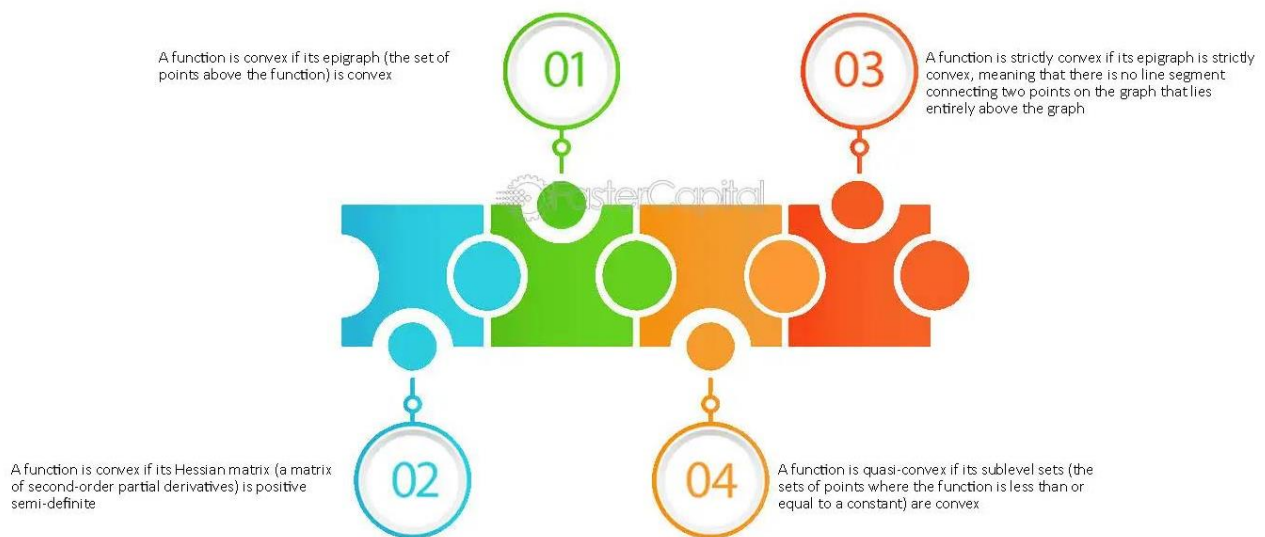 A function is convex if its epigraph (the set of
points above the function) is convex
01
03
A function is strictly convex if its epigraph is strictly
convex, meaning that there is no line segment
connecting two points on the graph that lies
entirely above the graph
FasterCapital
A function is convex if its Hessian matrix (a matrix
of second-order partial derivatives) is positive
semi-definite
02
04
A function is quasi-convex if its sublevel sets (the
sets of points where the function is less than or
equal to a constant) are convex